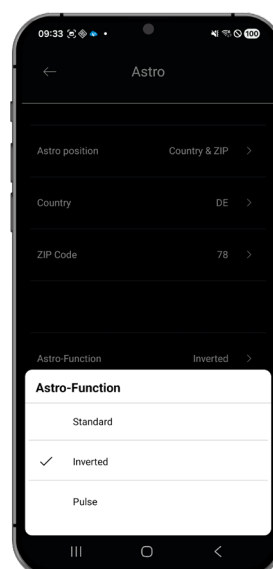 09:33
100
Astro
Astro position Country & ZIP
Country DE
ZIP Code 78
Astro-Function Inverted
Astro-Function
Standard
Inverted
Pulse